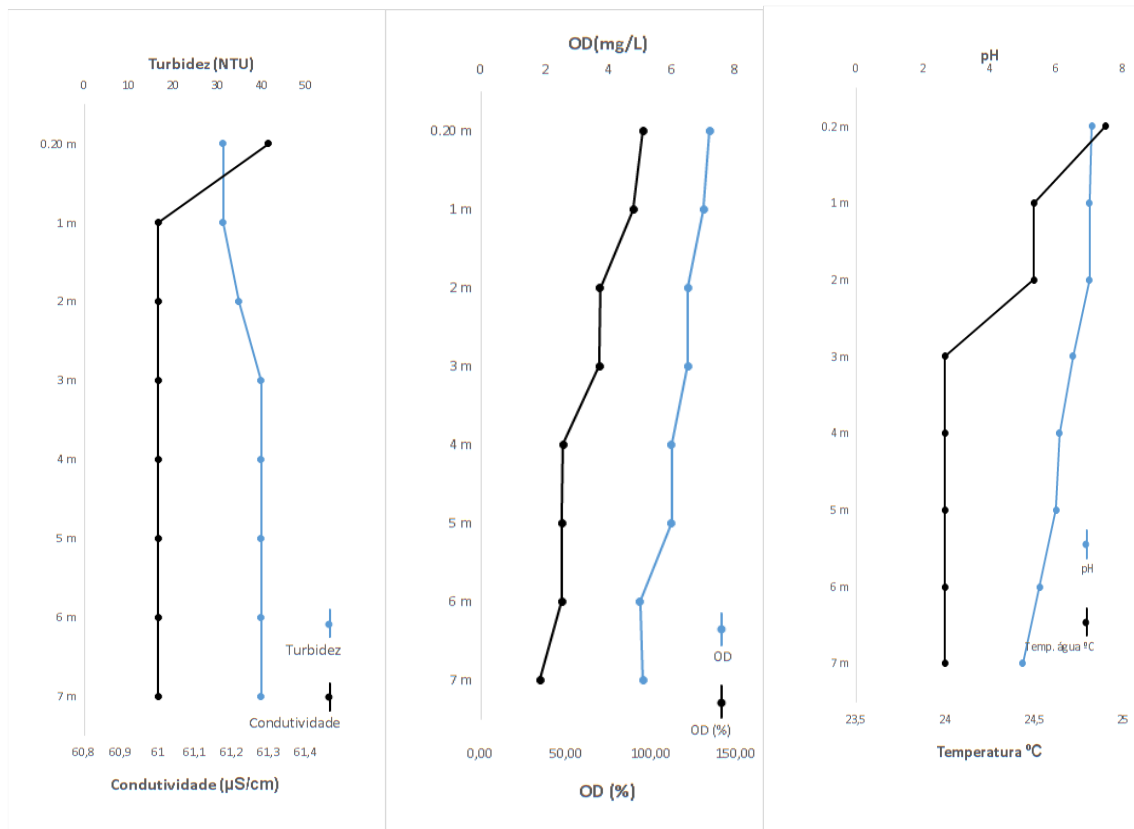 Turbidez (NTU)
0 10 20 30 40 50
0.20 m
1 m
2 m
3 m
4 m
5 m
6 m
7 m
Turbidez
Condutividade
60,8 60,9 61 61,1 61,2 61,3 61,4
Condutividade (µS/cm)
OD(mg/L)
0 2 4 6 8
0.20 m
1 m
2 m
3 m
4 m
5 m
6 m
7 m
OD
OD (%)
0,00 50,00 100,00 150,00
OD (%)
pH
0 2 4 6 8
0.2 m
1 m
2 m
3 m
4 m
5 m
6 m
7 m
pH
Temp. água ºC
23,5 24 24,5 25
Temperatura ºC